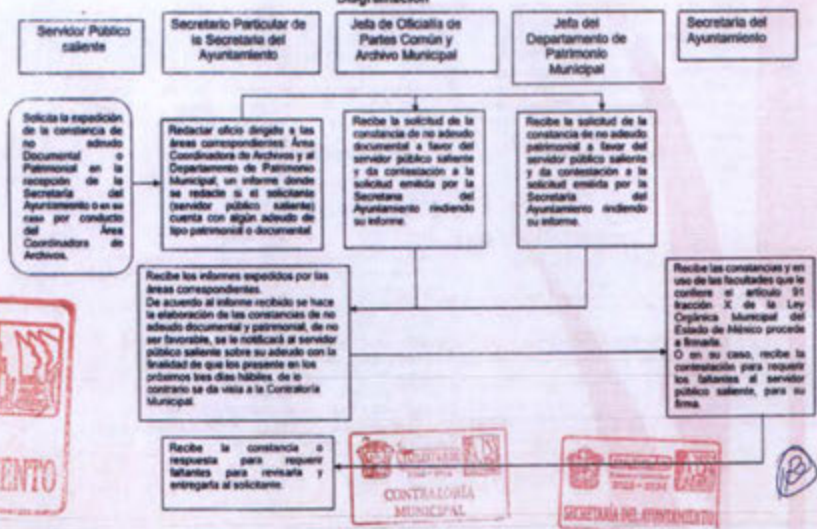 Diagramación
Servidor Público
saliente
Secretario Particular de
la Secretaría del
Ayuntamiento
Jefa de Oficialía de
Partes Común y
Archivo Municipal
Jefa del
Departamento de
Patrimonio
Municipal
Secretaria del
Ayuntamiento
Solicita la expedición
de la constancia de
no adeudo
Documental o
Patrimonial en la
recepción de la
Secretaría del
Ayuntamiento o en su
caso por conducto
del Área
Coordinadora de
Archivos.
Redactar oficio dirigido a las
áreas correspondientes: Área
Coordinadora de Archivos y al
Departamento de Patrimonio
Municipal, un informe donde
se redacte si el solicitante
(servidor público saliente)
cuenta con algún adeudo de
tipo patrimonial o documental
Recibe la solicitud de la
constancia de no adeudo
documental a favor del
servidor público saliente
y da contestación a la
solicitud emitida por la
Secretaría del
Ayuntamiento rindiendo
su informe.
Recibe la solicitud de la
constancia de no adeudo
patrimonial a favor del
servidor público saliente
y da contestación a la
solicitud emitida por la
Secretaría del
Ayuntamiento rindiendo
su informe.
Recibe los informes expedidos por las
áreas correspondientes.
De acuerdo al informe recibido se hace
la elaboración de las constancias de no
adeudo documental y patrimonial, de no
ser favorable, se le notificará al servidor
público saliente sobre su adeudo con la
finalidad de que los presente en los
próximos tres días hábiles, de lo
contrario se da vista a la Contraloría
Municipal.
Recibe las constancias y en
uso de las facultades que le
confiere el artículo 91
fracción X de la Ley
Orgánica Municipal del
Estado de México procede
a firmarla.
O en su caso, recibe la
contestación para requerir
los faltantes al servidor
público saliente, para su
firma.
Recibe la constancia o
respuesta para requerir
faltantes para revisarla y
entregarla al solicitante.
ENTO
CONTRALORÍA
MUNICIPAL
SECRETARÍA DEL AYUNTAMIENTO